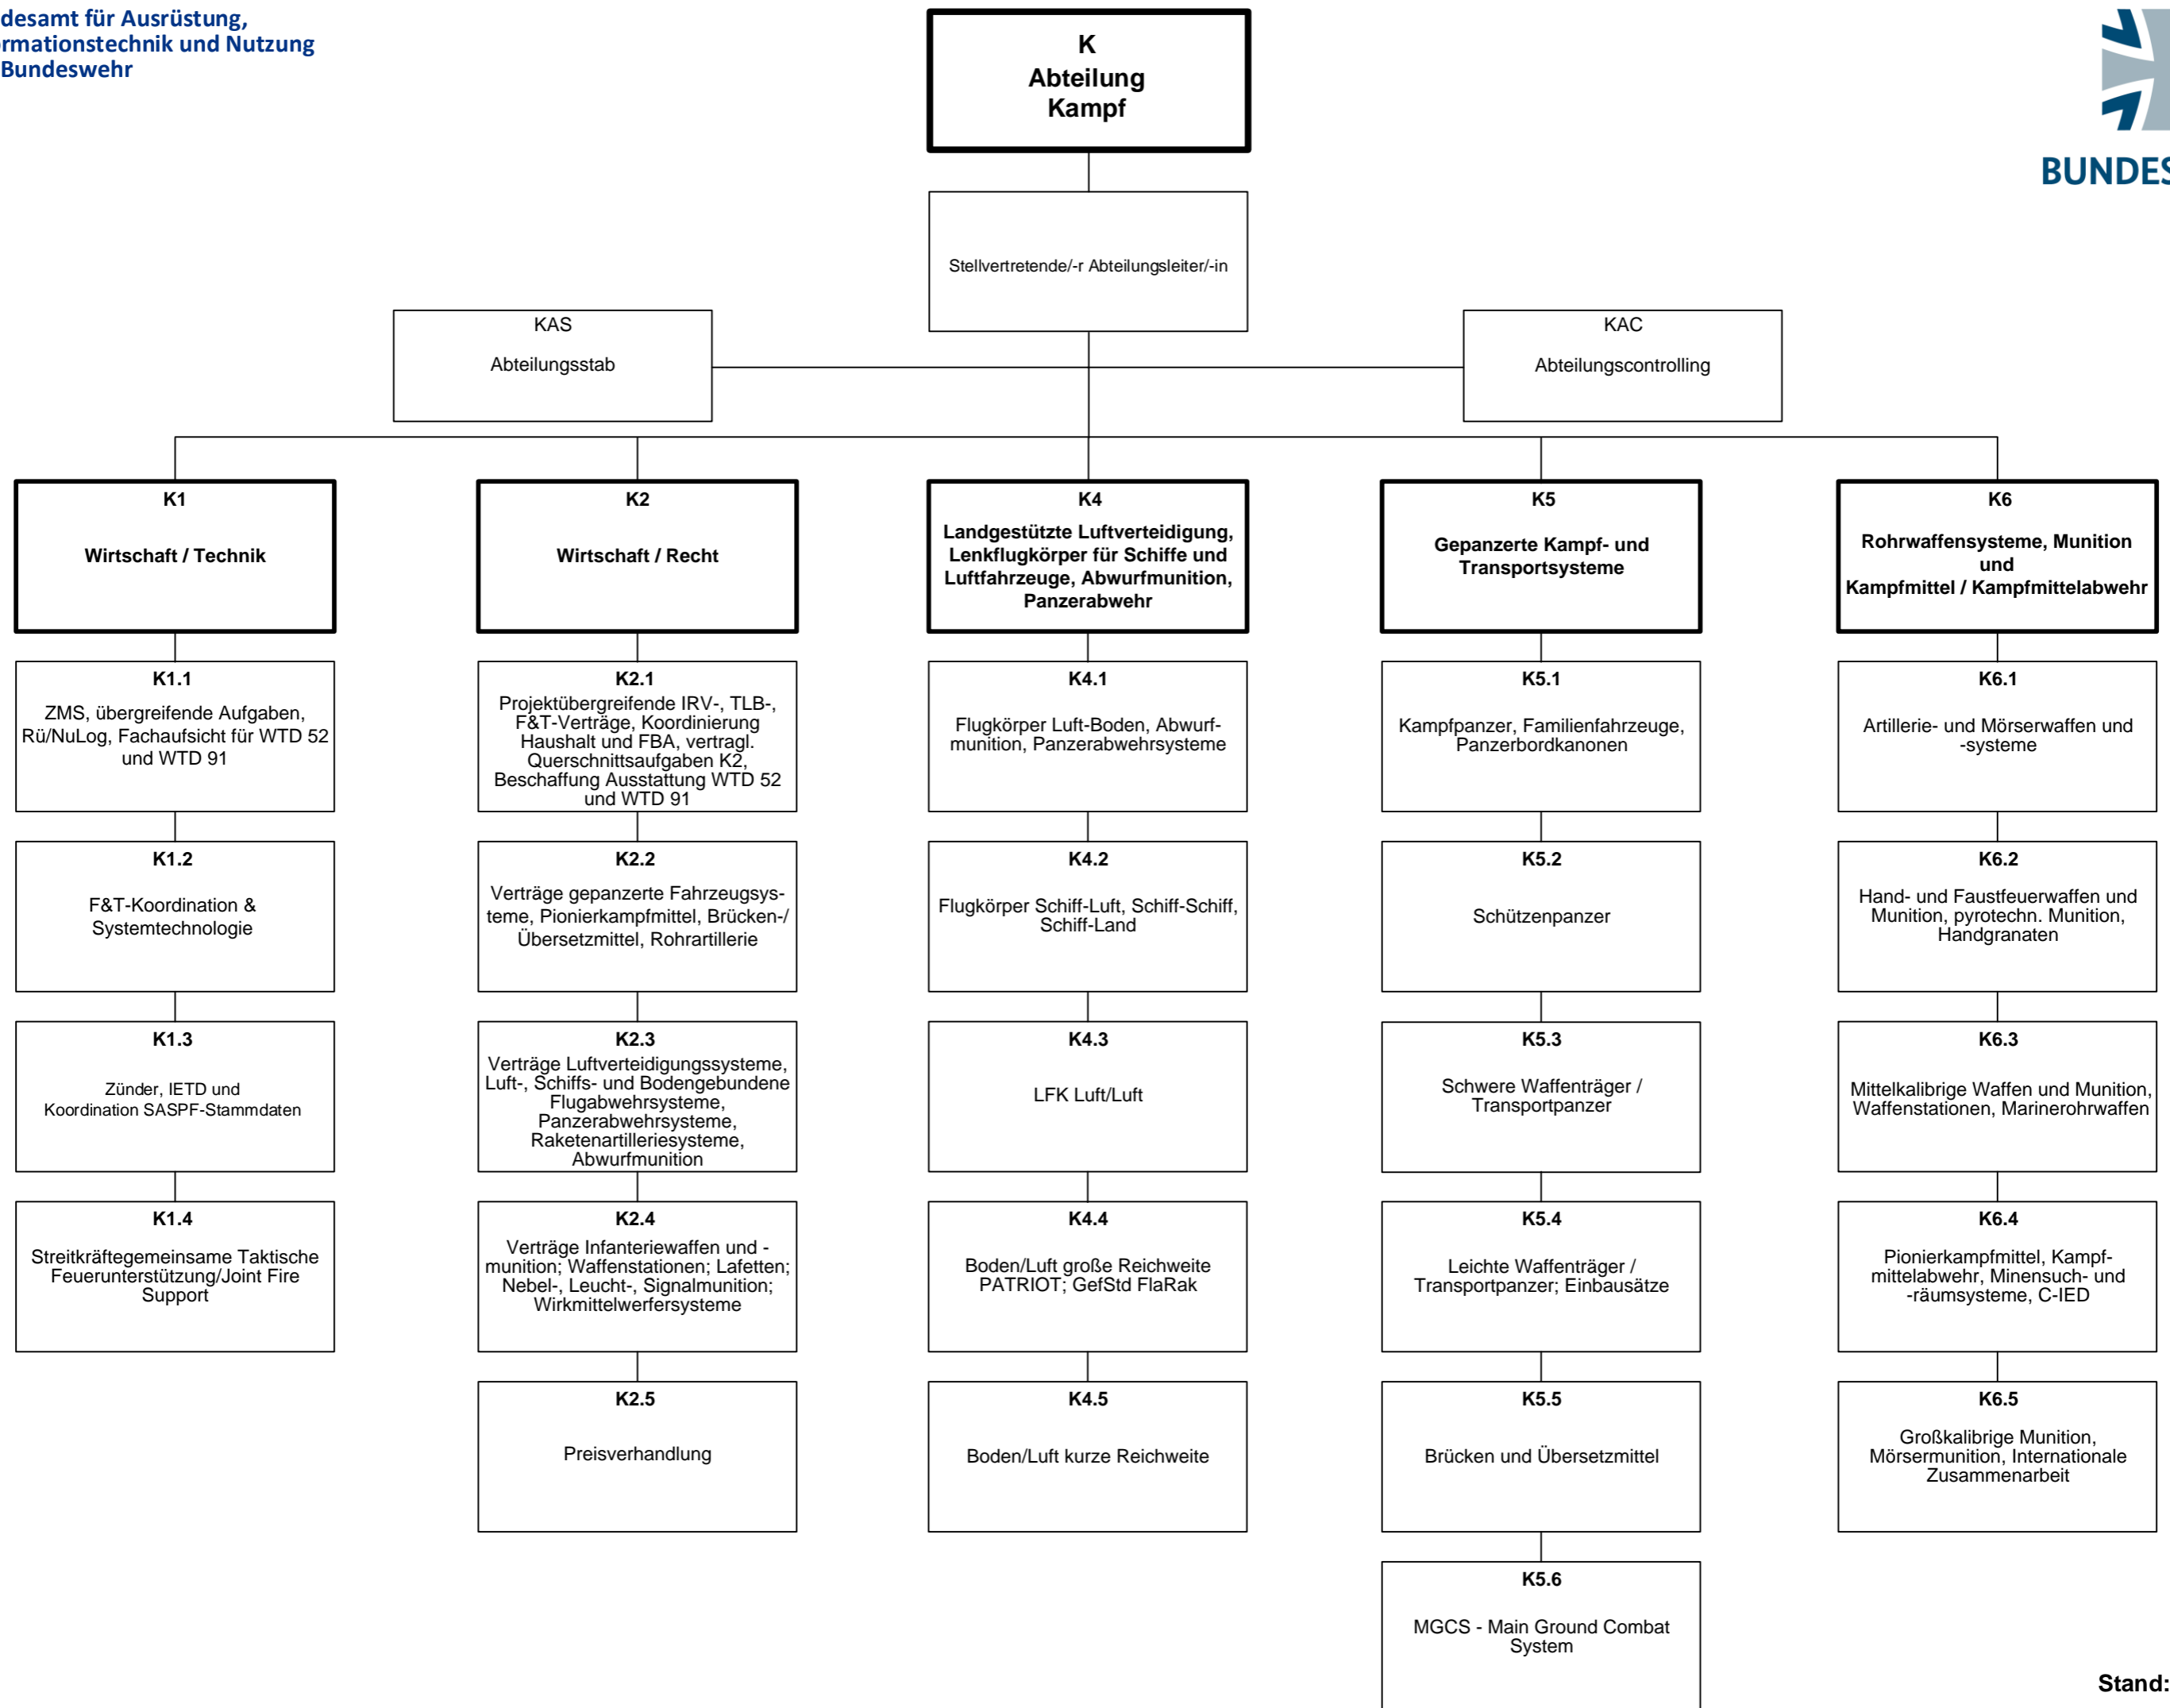 desamt für Ausrüstung,
rmationstechnik und Nutzung
Bundeswehr
K
Abteilung
Kampf
BUNDES
Stellvertretende/-r Abteilungsleiter/-in
KAS
Abteilungsstab
KAC
Abteilungscontrolling
K1
Wirtschaft / Technik
K2
Wirtschaft / Recht
K4
Landgestützte Luftverteidigung,
Lenkflugkörper für Schiffe und
Luftfahrzeuge, Abwurfmunition,
Panzerabwehr
K5
Gepanzerte Kampf- und
Transportsysteme
K6
Rohrwaffensysteme, Munition
und
Kampfmittel / Kampfmittelabwehr
K1.1
ZMS, übergreifende Aufgaben,
Rü/NuLog, Fachaufsicht für WTD 52
und WTD 91
K2.1
Projektübergreifende IRV-, TLB-,
F&T-Verträge, Koordinierung
Haushalt und FBA, vertragl.
Querschnittsaufgaben K2,
Beschaffung Ausstattung WTD 52
und WTD 91
K4.1
Flugkörper Luft-Boden, Abwurf-
munition, Panzerabwehrsysteme
K5.1
Kampfpanzer, Familienfahrzeuge,
Panzerbordkanonen
K6.1
Artillerie- und Mörserwaffen und
-systeme
K1.2
F&T-Koordination &
Systemtechnologie
K2.2
Verträge gepanzerte Fahrzeugsys-
teme, Pionierkampfmittel, Brücken-/
Übersetzmittel, Rohrartillerie
K4.2
Flugkörper Schiff-Luft, Schiff-Schiff,
Schiff-Land
K5.2
Schützenpanzer
K6.2
Hand- und Faustfeuerwaffen und
Munition, pyrotechn. Munition,
Handgranaten
K1.3
Zünder, IETD und
Koordination SASPF-Stammdaten
K2.3
Verträge Luftverteidigungssysteme,
Luft-, Schiffs- und Bodengebundene
Flugabwehrsysteme,
Panzerabwehrsysteme,
Raketenartilleriesysteme,
Abwurfmunition
K4.3
LFK Luft/Luft
K5.3
Schwere Waffenträger /
Transportpanzer
K6.3
Mittelkalibrige Waffen und Munition,
Waffenstationen, Marinerohrwaffen
K1.4
Streitkräftegemeinsame Taktische
Feuerunterstützung/Joint Fire
Support
K2.4
Verträge Infanteriewaffen und -
munition; Waffenstationen; Lafetten;
Nebel-, Leucht-, Signalmunition;
Wirkmittelwerfersysteme
K4.4
Boden/Luft große Reichweite
PATRIOT; GefStd FlaRak
K5.4
Leichte Waffenträger /
Transportpanzer; Einbausätze
K6.4
Pionierkampfmittel, Kampf-
mittelabwehr, Minensuch- und
-räumsysteme, C-IED
K2.5
Preisverhandlung
K4.5
Boden/Luft kurze Reichweite
K5.5
Brücken und Übersetzmittel
K6.5
Großkalibrige Munition,
Mörsermunition, Internationale
Zusammenarbeit
K5.6
MGCS - Main Ground Combat
System
Stand: